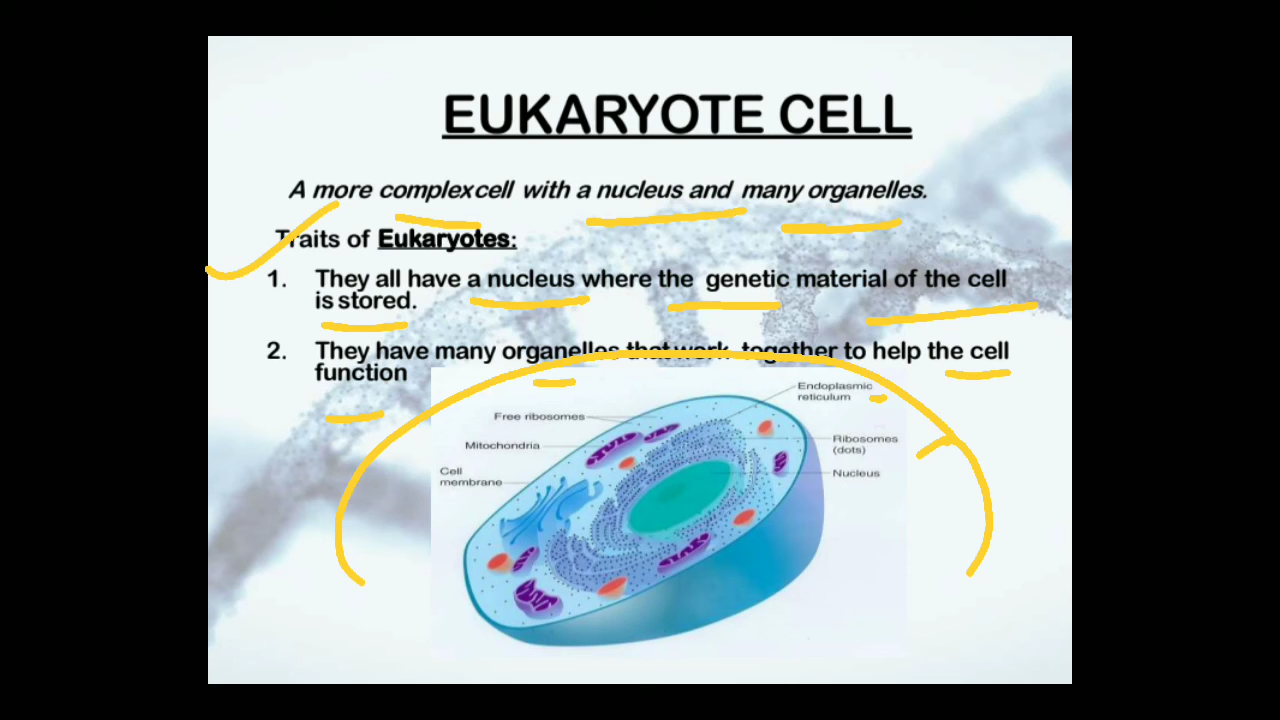 EUKARYOTE CELL
A more complex cell with a nucleus and many organelles.
Traits of Eukaryotes:
1. They all have a nucleus where the genetic material of the cell
is stored.
2. They have many organelles that work together to help the cell
function
Endoplasmic
reticulum
Free ribosomes
Ribosomes
(dots)
Mitochondria
Cell
membrane
Nucleus